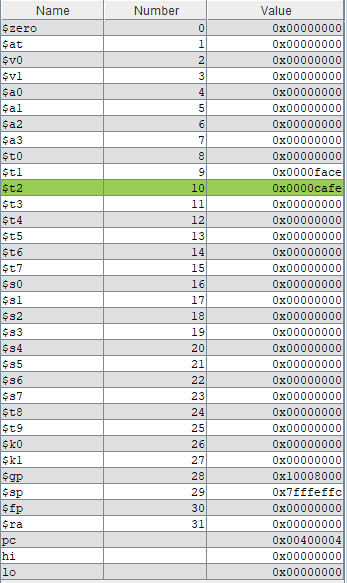 Name Number Value
$zero 0 0x00000000
$at 1 0x00000000
$v0 2 0x00000000
$v1 3 0x00000000
$a0 4 0x00000000
$a1 5 0x00000000
$a2 6 0x00000000
$a3 7 0x00000000
$t0 8 0x00000000
$t1 9 0x0000face
$t2 10 0x0000cafe
$t3 11 0x00000000
$t4 12 0x00000000
$t5 13 0x00000000
$t6 14 0x00000000
$t7 15 0x00000000
$s0 16 0x00000000
$s1 17 0x00000000
$s2 18 0x00000000
$s3 19 0x00000000
$s4 20 0x00000000
$s5 21 0x00000000
$s6 22 0x00000000
$s7 23 0x00000000
$t8 24 0x00000000
$t9 25 0x00000000
$k0 26 0x00000000
$k1 27 0x00000000
$gp 28 0x10008000
$sp 29 0x7fffeffc
$fp 30 0x00000000
$ra 31 0x00000000
pc 0x00400004
hi 0x00000000
lo 0x00000000